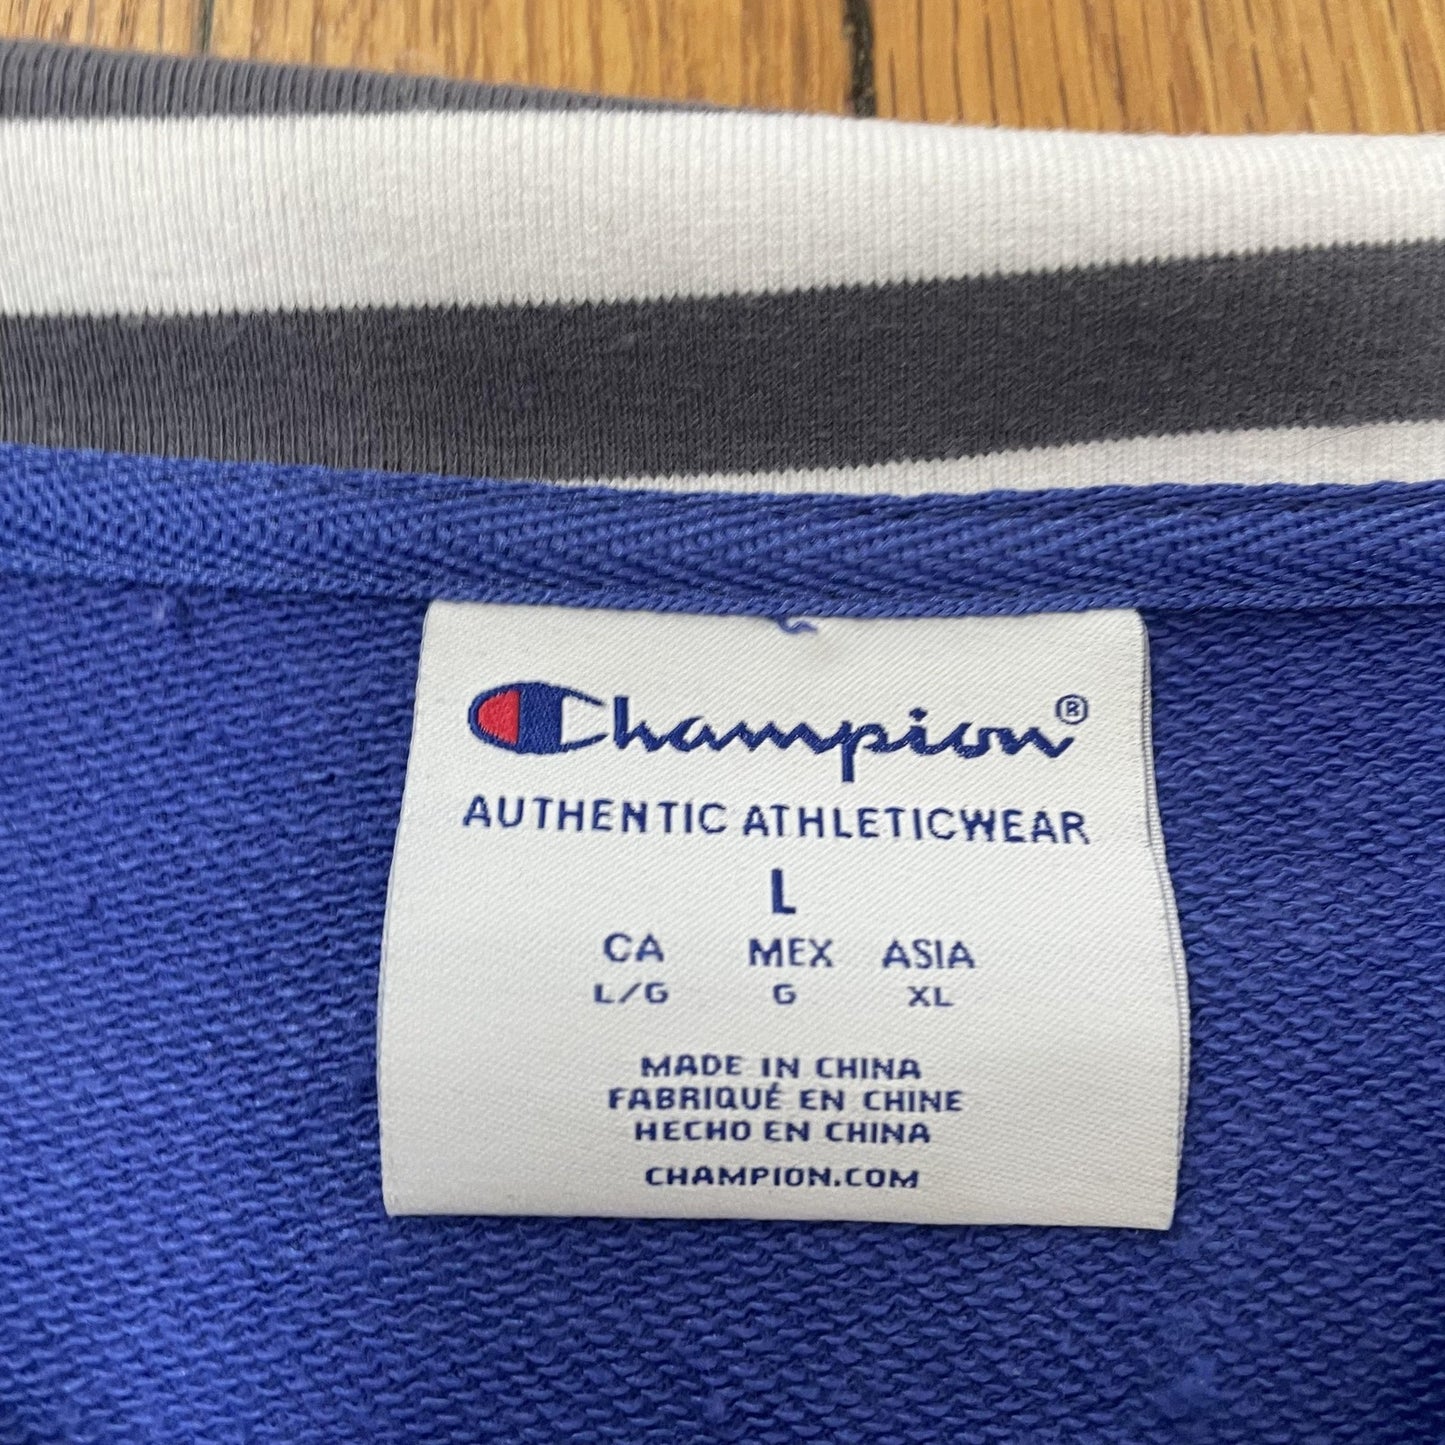 Champion®
AUTHENTIC ATHLETICWEAR
L
CA MEX ASIA
L/G G XL
MADE IN CHINA
FABRIQUÉ EN CHINE
HECHO EN CHINA
CHAMPION.COM